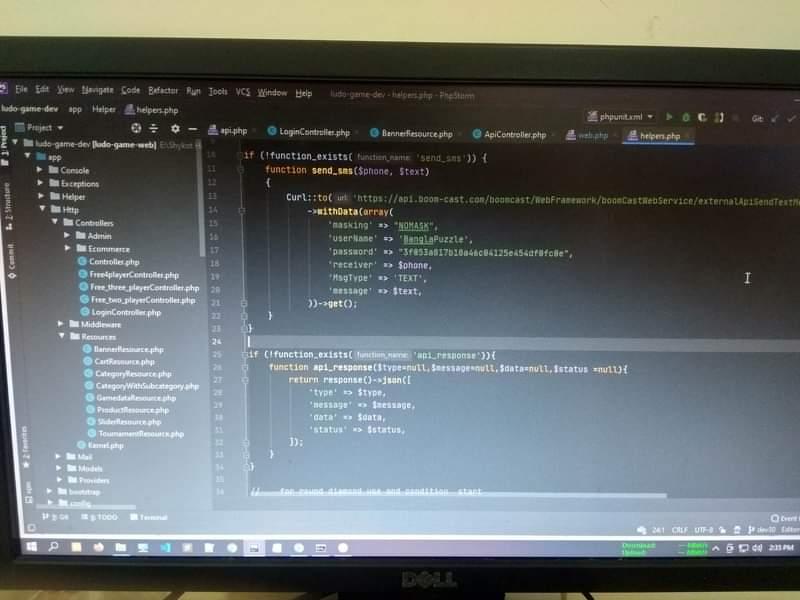 File Edit View Navigate Code Refactor Run Tools VCS Window Help ludo-game-dev - helpers.php - PhpStorm
ludo-game-dev app Helper helpers.php phpunit.xml Git:
Project api.php LoginController.php BannerResource.php ApiController.php web.php helpers.php
ludo-game-dev [ludo-game-web]
app
Console
Exceptions
Helper
Http
Controllers
Admin
Ecommerce
Controller.php
Free4playerController.php
Free_three_playerController.php
Free_two_playerController.php
LoginController.php
Middleware
Resources
BannerResource.php
CartResource.php
CategoryResource.php
CategoryWithSubcategory.php
GamedataResource.php
ProductResource.php
SliderResource.php
TournamentResource.php
Kernel.php
Mail
Models
Providers
bootstrap
config
1: Project
Z: Structure
Commit
2: Favorites
npm
10 if (!function_exists( function_name: 'send_sms')) {
11 function send_sms($phone, $text)
12 {
13 Curl::to( url: 'https://api.boom-cast.com/boomcast/WebFramework/boomCastWebService/externalApiSendTextMe
14 ->withData(array(
15 'masking' => "NOMASK",
16 'userName' => 'BanglaPuzzle',
17 'password' =>
18 'receiver' => $phone,
19 'MsgType' => 'TEXT',
20 'message' => $text,
21 ))->get();
22 }
23 }
24
25 if (!function_exists( function_name: 'api_response')){
26 function api_response($type=null,$message=null,$data=null,$status =null){
27 return response()->json([
28 'type' => $type,
29 'message' => $message,
30 'data' => $data,
31 'status' => $status,
32 ]);
33 }
34 }
35
36 // for round diamond use and condition start
9: Git 6: TODO Terminal Event
24:1 CRLF UTF-8 dev30
Download:
Upload:
2:33 PM
DELL